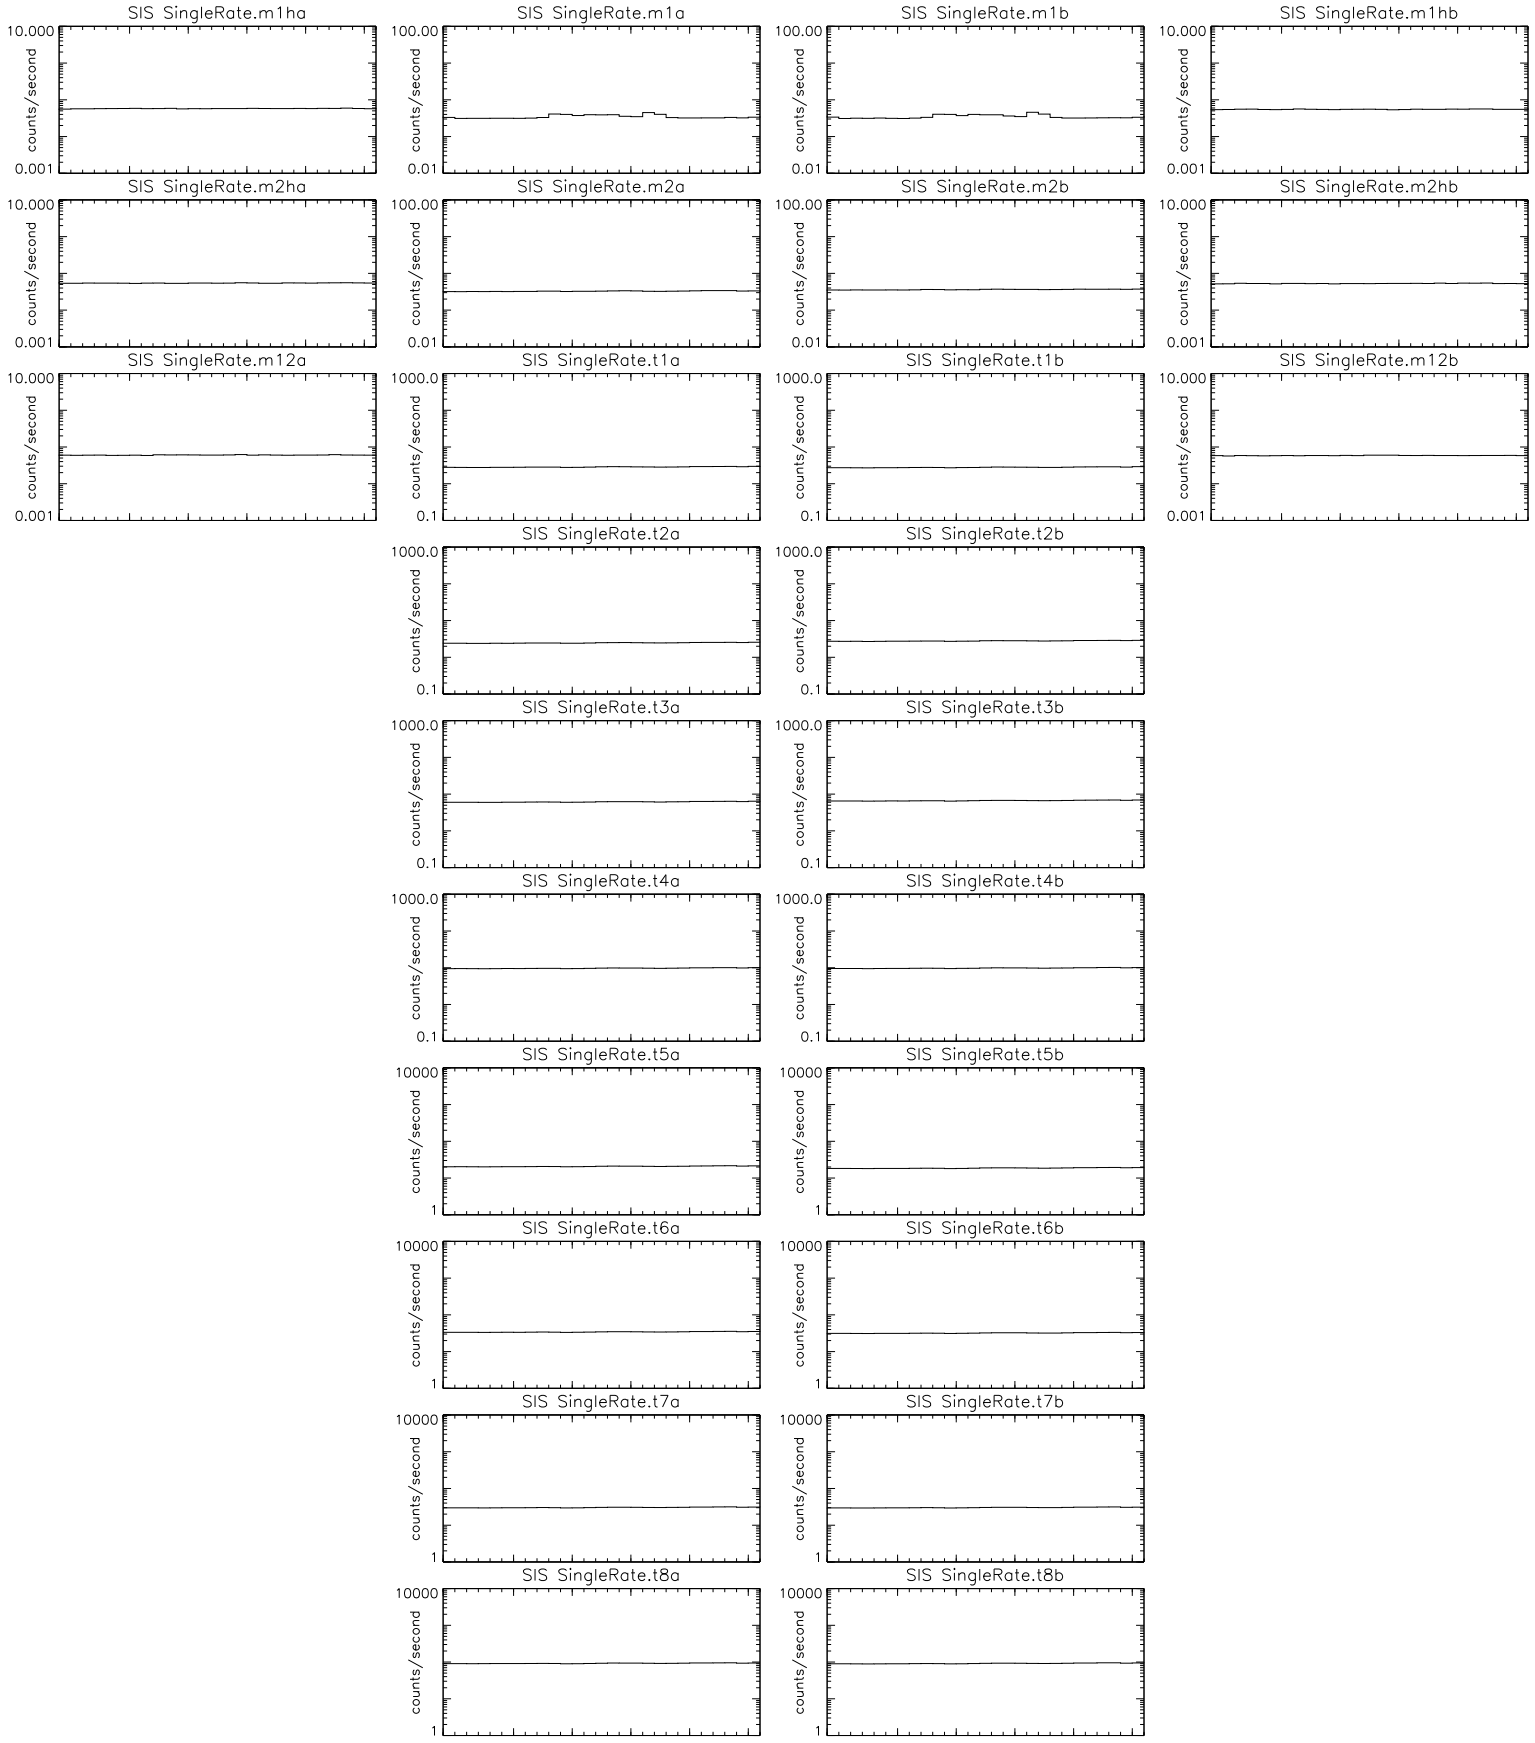 SIS SingleRate.m1ha
10.000
counts/second
0.001
SIS SingleRate.m1a
100.00
counts/second
0.01
SIS SingleRate.m1b
100.00
counts/second
0.01
SIS SingleRate.m1hb
10.000
counts/second
0.001
SIS SingleRate.m2ha
10.000
counts/second
0.001
SIS SingleRate.m2a
100.00
counts/second
0.01
SIS SingleRate.m2b
100.00
counts/second
0.01
SIS SingleRate.m2hb
10.000
counts/second
0.001
SIS SingleRate.m12a
10.000
counts/second
0.001
SIS SingleRate.t1a
1000.0
counts/second
0.1
SIS SingleRate.t1b
1000.0
counts/second
0.1
SIS SingleRate.m12b
10.000
counts/second
0.001
SIS SingleRate.t2a
1000.0
counts/second
0.1
SIS SingleRate.t2b
1000.0
counts/second
0.1
SIS SingleRate.t3a
1000.0
counts/second
0.1
SIS SingleRate.t3b
1000.0
counts/second
0.1
SIS SingleRate.t4a
1000.0
counts/second
0.1
SIS SingleRate.t4b
1000.0
counts/second
0.1
SIS SingleRate.t5a
10000
counts/second
1
SIS SingleRate.t5b
10000
counts/second
1
SIS SingleRate.t6a
10000
counts/second
1
SIS SingleRate.t6b
10000
counts/second
1
SIS SingleRate.t7a
10000
counts/second
1
SIS SingleRate.t7b
10000
counts/second
1
SIS SingleRate.t8a
10000
counts/second
1
SIS SingleRate.t8b
10000
counts/second
1